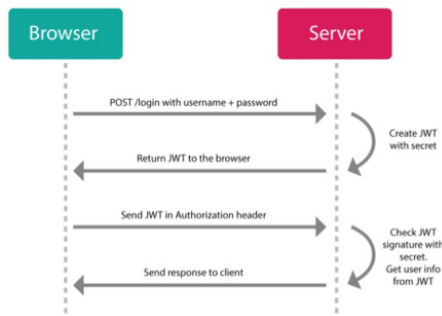 Browser
Server
POST /login with username + password
Create JWT
with secret
Return JWT to the browser
Send JWT in Authorization header
Check JWT
signature with
secret.
Get user info
from JWT
Send response to client